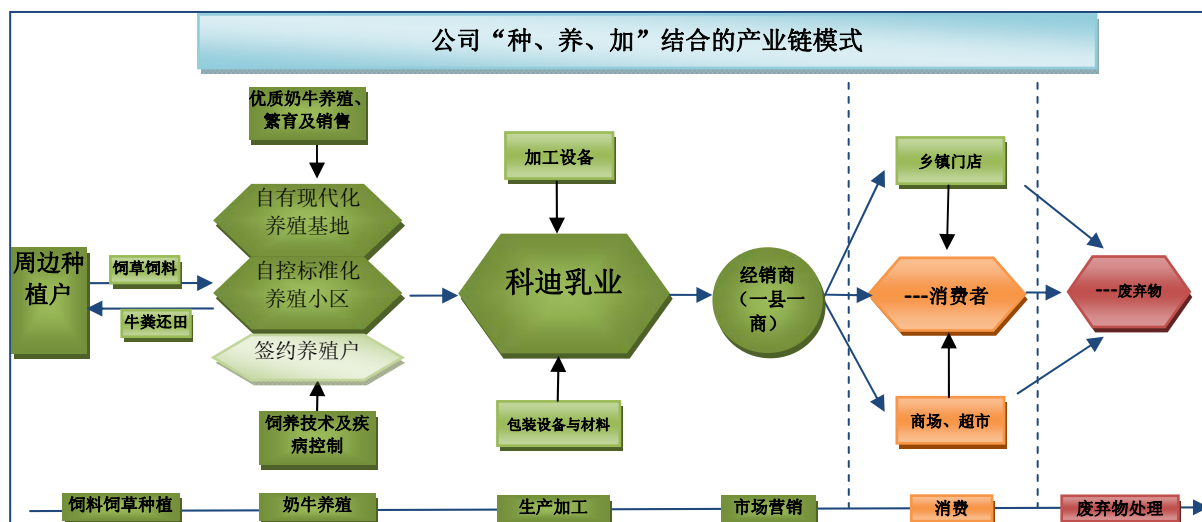 公司“种、养、加”结合的产业链模式
优质奶牛养殖、
繁育及销售
加工设备
乡镇门店
自有现代化
养殖基地
周边种
植户
饲草饲料
牛粪还田
自控标准化
养殖小区
签约养殖户
科迪乳业
经销商
（一县一
商）
---消费者
---废弃物
饲养技术及疾
病控制
包装设备与材料
商场、超市
饲料饲草种植
奶牛养殖
生产加工
市场营销
消费
废弃物处理